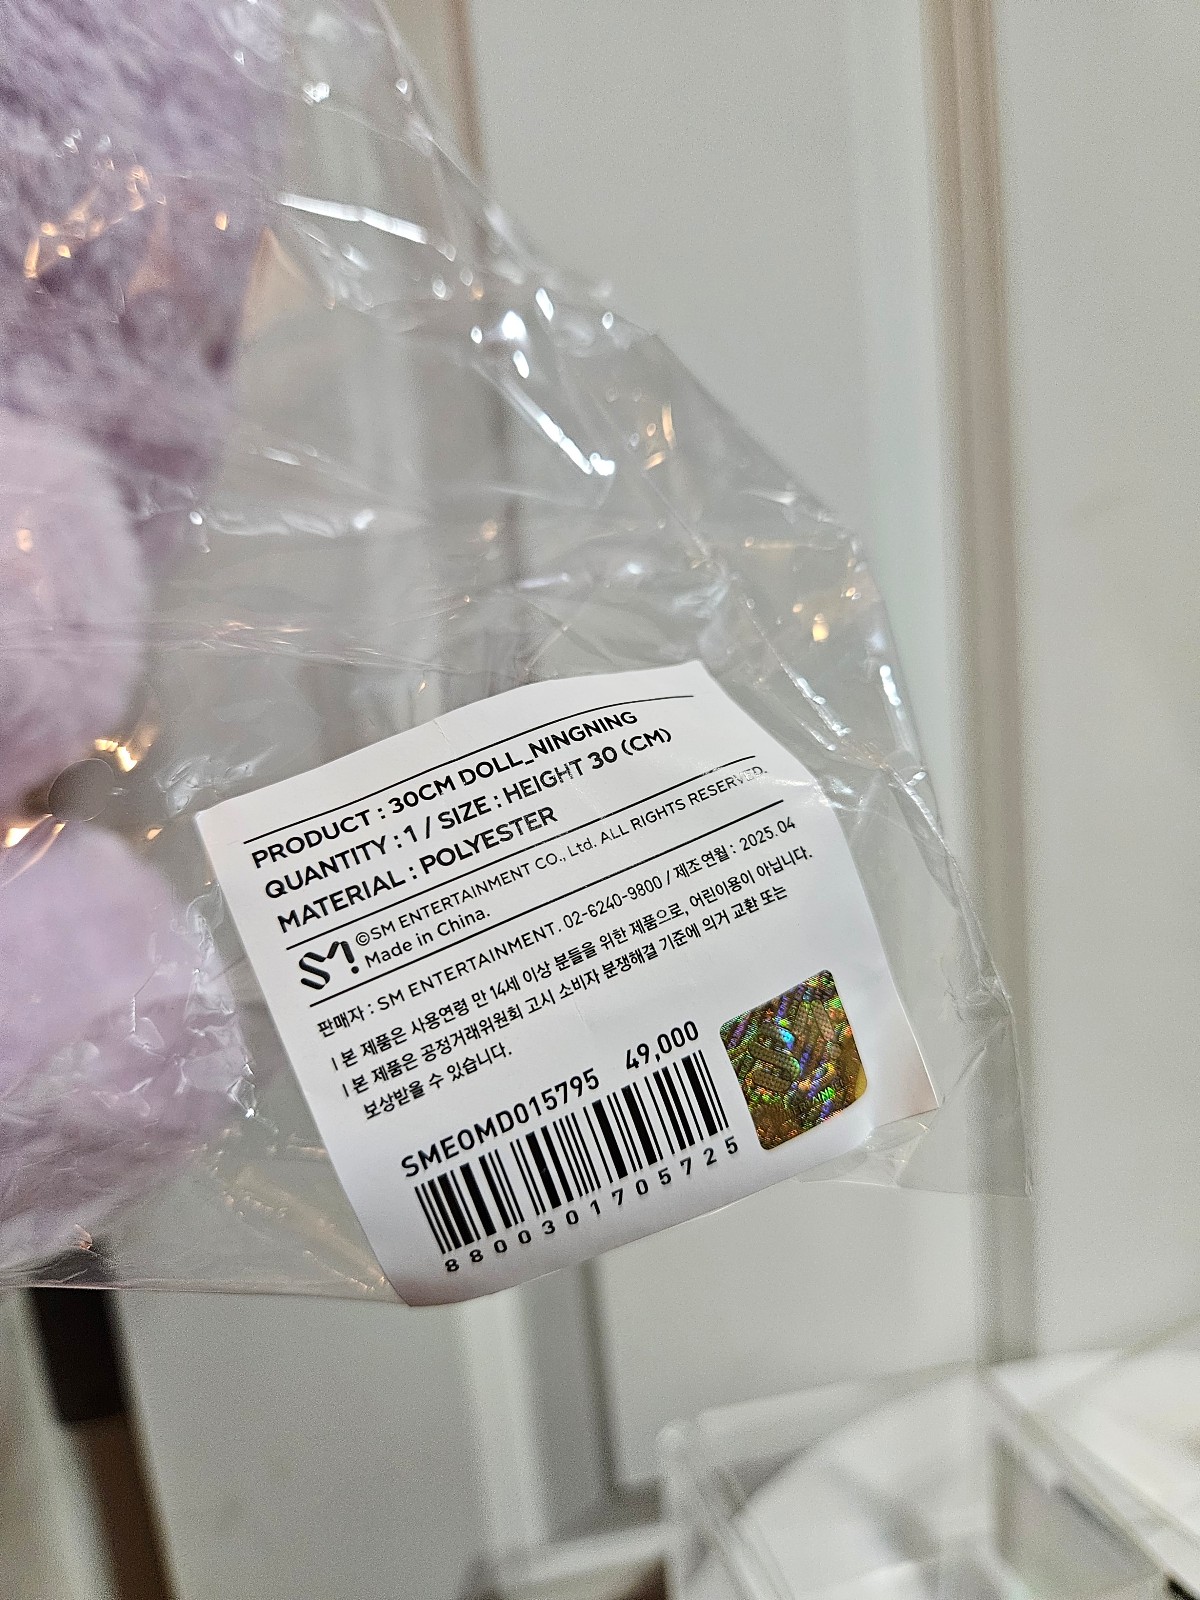 PRODUCT : 30CM DOLL_NINGNING
QUANTITY : 1 / SIZE : HEIGHT 30 (CM)
MATERIAL : POLYESTER
SM!
©SM ENTERTAINMENT CO., Ltd. ALL RIGHTS RESERVED.
Made in China.
판매자 : SM ENTERTAINMENT. 02-6240-9800 / 제조연월 : 2025.04
| 본 제품은 사용연령 만 14세 이상 분들을 위한 제품으로, 어린이용이 아닙니다.
| 본 제품은 공정거래위원회 고시 소비자 분쟁해결 기준에 의거 교환 또는
보상받을 수 있습니다.
SMEOMD015795 49,000
8800301705725